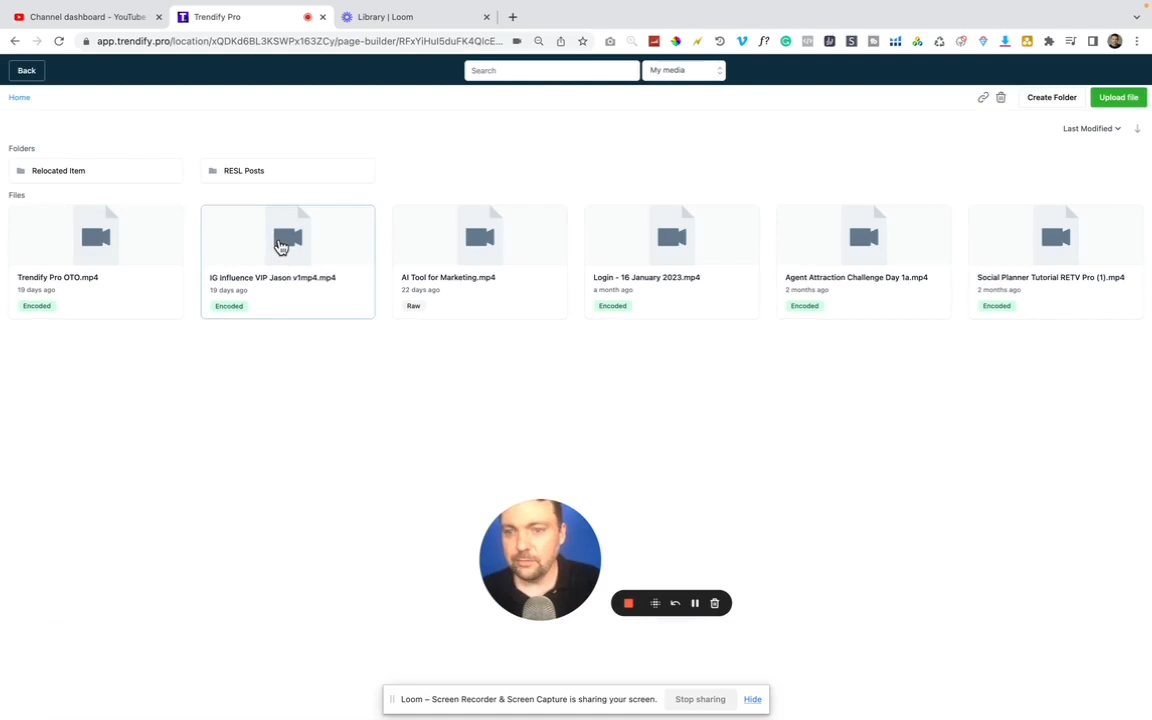 Channel dashboard - YouTube
Trendify Pro
Library | Loom
app.trendify.pro/location/xQDKd6BL3KSWPx163ZCy/page-builder/RFxYiHuI5duFK4QIcE...
Back
Search
My media
Home
Create Folder
Upload file
Last Modified
Folders
Relocated Item
RESL Posts
Files
Trendify Pro OTO.mp4
19 days ago
Encoded
IG Influence VIP Jason v1mp4.mp4
19 days ago
Encoded
AI Tool for Marketing.mp4
22 days ago
Raw
Login - 16 January 2023.mp4
a month ago
Encoded
Agent Attraction Challenge Day 1a.mp4
2 months ago
Encoded
Social Planner Tutorial RETV Pro (1).mp4
2 months ago
Encoded
Loom – Screen Recorder & Screen Capture is sharing your screen.
Stop sharing
Hide